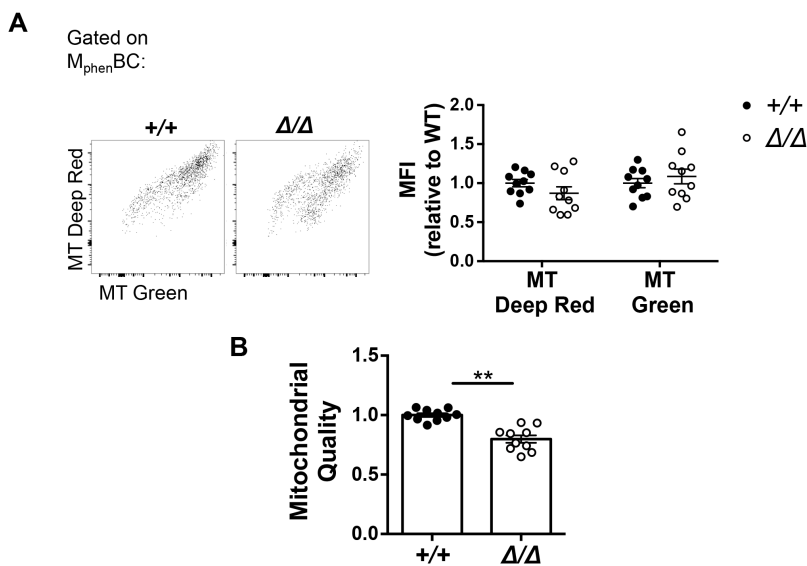 A
Gated on
MphenBC:
+/+
Δ/Δ
MT Deep Red
MT Green
MFI
(relative to WT)
2.0
1.5
1.0
0.5
0.0
MT
Deep Red
MT
Green
+/+
Δ/Δ
B
Mitochondrial
Quality
1.5
1.0
0.5
0.0
**
+/+
Δ/Δ